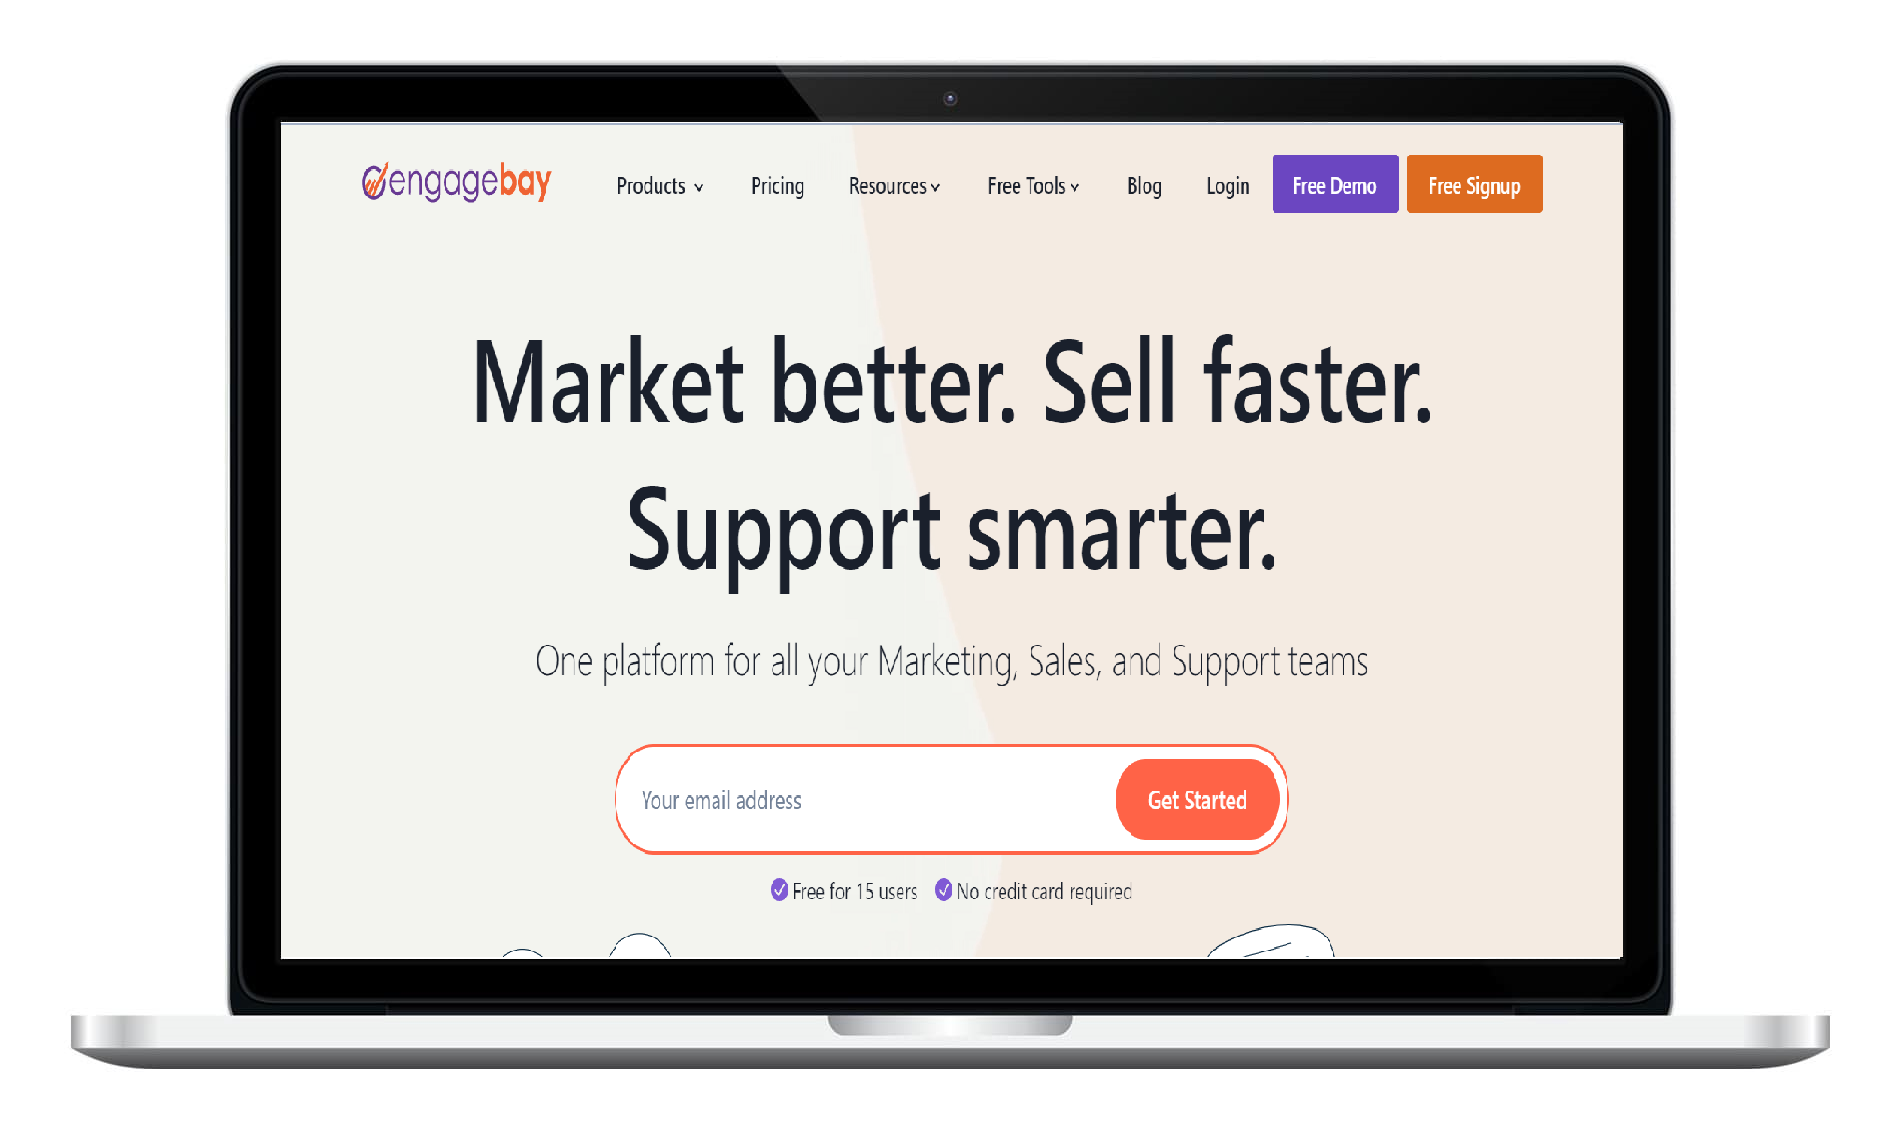 engagebay Products Pricing Resources Free Tools Blog Login Free Demo Free Signup
Market better. Sell faster.
Support smarter.
One platform for all your Marketing, Sales, and Support teams
Your email address Get Started
Free for 15 users No credit card required